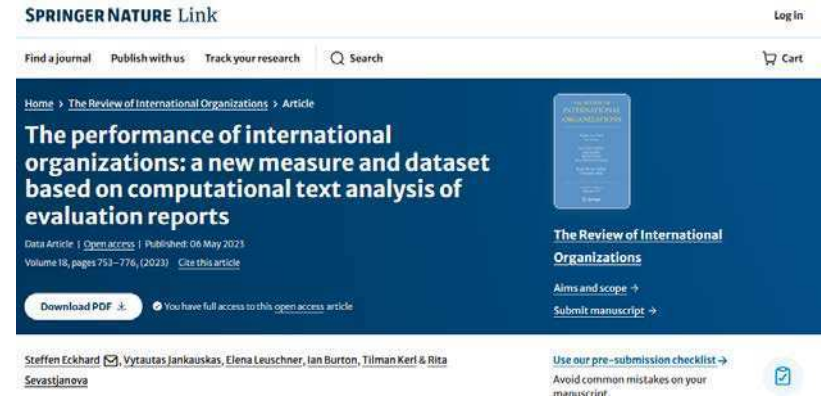 SPRINGER NATURE Link
Log in
Find a journal Publish with us Track your research Search
Cart
Home > The Review of International Organizations > Article
The performance of international
organizations: a new measure and dataset
based on computational text analysis of
evaluation reports
Data Article | Open access | Published: 06 May 2023
Volume 18, pages 753–776, (2023) Cite this article
Download PDF
You have full access to this open access article
INTERNATIONAL
ORGANIZATIONS
The Review of International
Organizations
Aims and scope →
Submit manuscript →
Steffen Eckhard, Vytautas Jankauskas, Elena Leuschner, Ian Burton, Tilman Kerl & Rita
Sevastjanova
Use our pre-submission checklist →
Avoid common mistakes on your
manuscript.